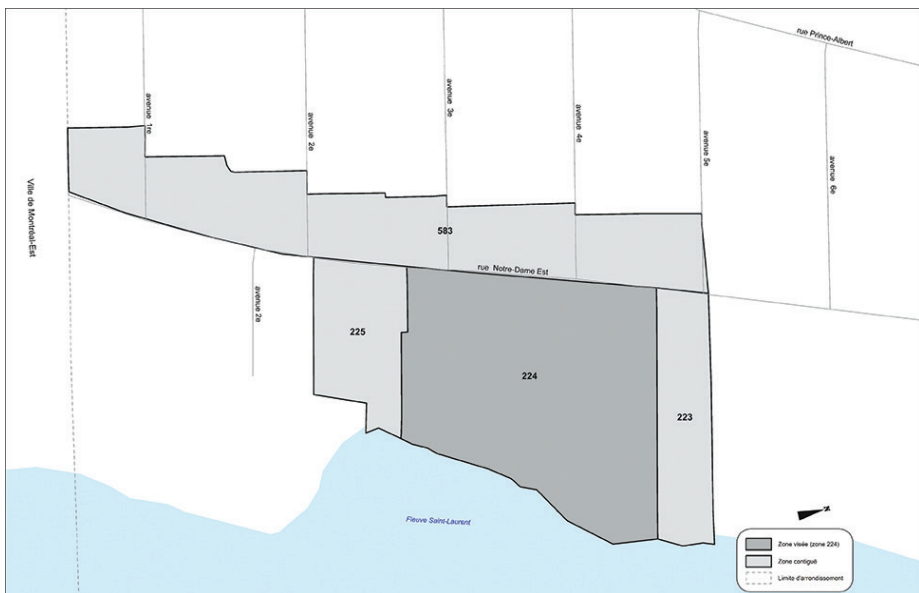 rue Prince-Albert
avenue 1re
avenue 2e
avenue 3e
avenue 4e
avenue 5e
avenue 6e
Ville de Montréal-Est
583
rue Notre-Dame Est
avenue 2e
225
224
223
Fleuve Saint-Laurent
N
Zone visée (zone 224)
Zone contiguë
Limite d'arrondissement